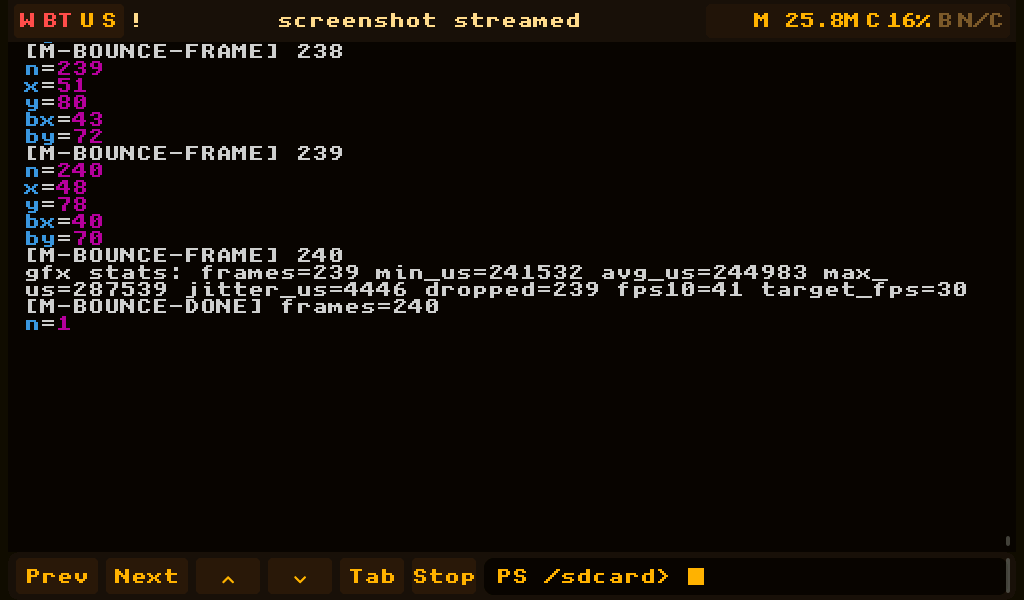 W BT U S ! screenshot streamed M 25.8M C 16% B N/C
[M-BOUNCE-FRAME] 238
n=239
x=51
y=80
bx=43
by=72
[M-BOUNCE-FRAME] 239
n=240
x=48
y=78
bx=40
by=70
[M-BOUNCE-FRAME] 240
gfx stats: frames=239 min_us=241532 avg_us=244983 max_
us=287539 jitter_us=4446 dropped=239 fps10=41 target_fps=30
[M-BOUNCE-DONE] frames=240
n=1
Prev Next ^ v Tab Stop PS /sdcard>